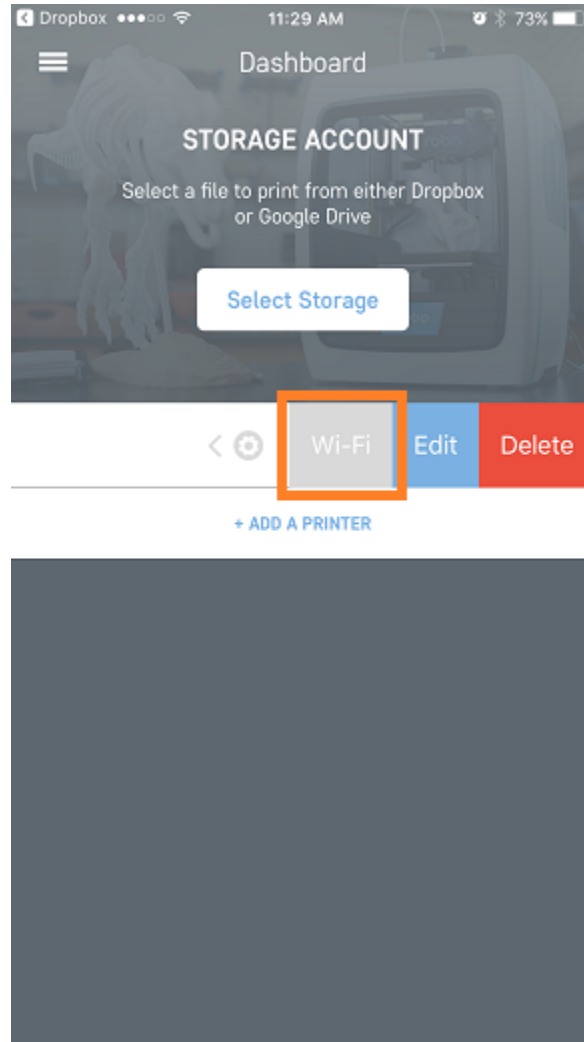 Dropbox 11:29 AM 73%
Dashboard
STORAGE ACCOUNT
Select a file to print from either Dropbox
or Google Drive
Select Storage
Wi-Fi Edit Delete
+ ADD A PRINTER